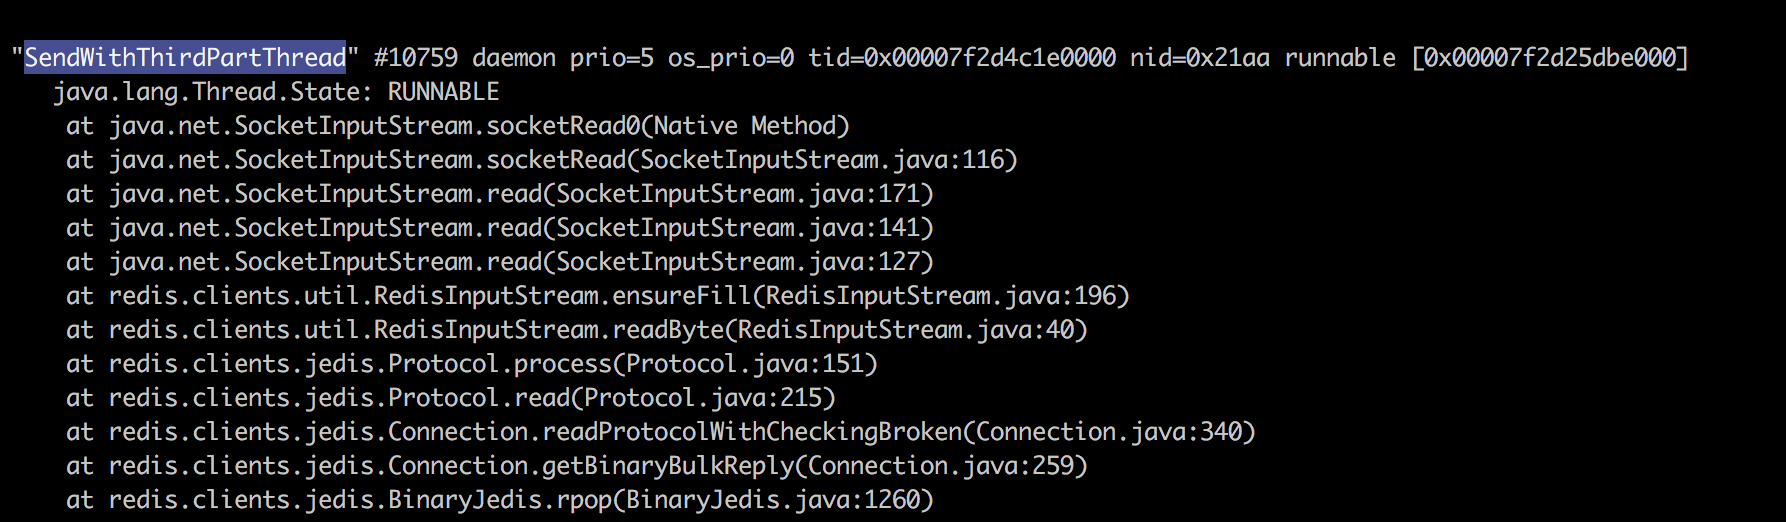 "SendWithThirdPartThread" #10759 daemon prio=5 os_prio=0 tid=0x00007f2d4c1e0000 nid=0x21aa runnable [0x00007f2d25dbe000]
java.lang.Thread.State: RUNNABLE
at java.net.SocketInputStream.socketRead0(Native Method)
at java.net.SocketInputStream.socketRead(SocketInputStream.java:116)
at java.net.SocketInputStream.read(SocketInputStream.java:171)
at java.net.SocketInputStream.read(SocketInputStream.java:141)
at java.net.SocketInputStream.read(SocketInputStream.java:127)
at redis.clients.util.RedisInputStream.ensureFill(RedisInputStream.java:196)
at redis.clients.util.RedisInputStream.readByte(RedisInputStream.java:40)
at redis.clients.jedis.Protocol.process(Protocol.java:151)
at redis.clients.jedis.Protocol.read(Protocol.java:215)
at redis.clients.jedis.Connection.readProtocolWithCheckingBroken(Connection.java:340)
at redis.clients.jedis.Connection.getBinaryBulkReply(Connection.java:259)
at redis.clients.jedis.BinaryJedis.rpop(BinaryJedis.java:1260)